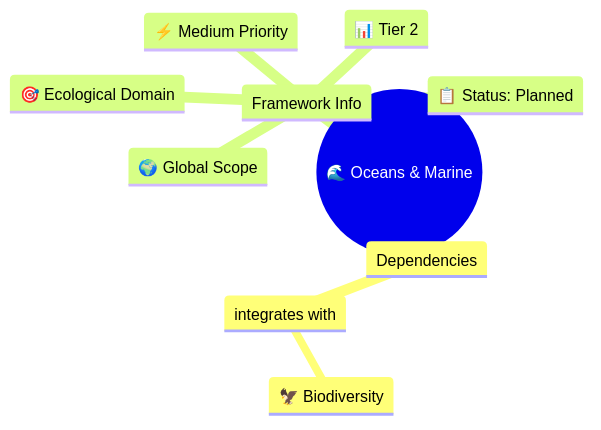 ⚡ Medium Priority
📊 Tier 2
🎯 Ecological Domain
Framework Info
📋 Status: Planned
🌍 Global Scope
🌊 Oceans & Marine
Dependencies
integrates with
🦅 Biodiversity